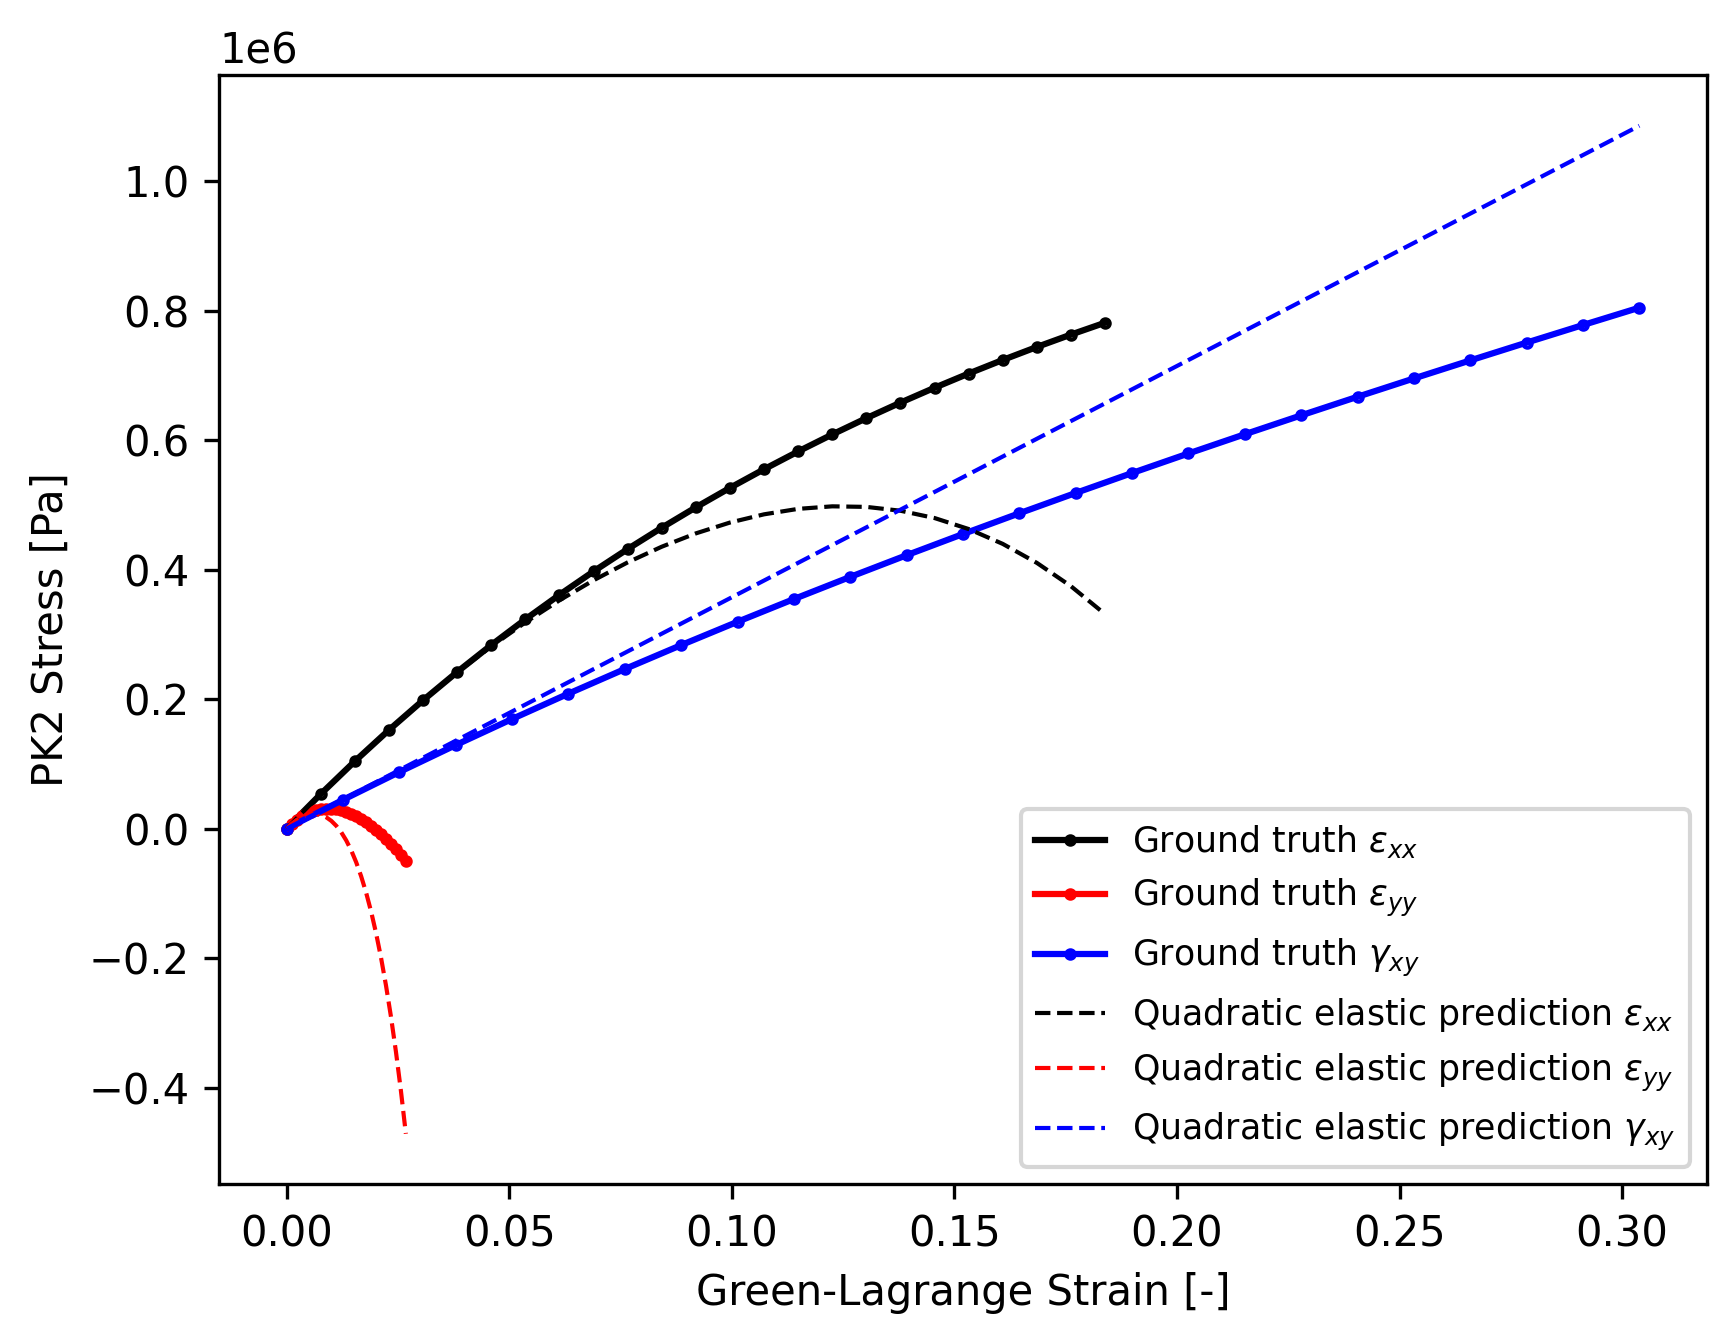 1e6
1.0
0.8
0.6
0.4
0.2
0.0
−0.2
−0.4
PK2 Stress [Pa]
Ground truth εxx
Ground truth εyy
Ground truth γxy
Quadratic elastic prediction εxx
Quadratic elastic prediction εyy
Quadratic elastic prediction γxy
0.00 0.05 0.10 0.15 0.20 0.25 0.30
Green-Lagrange Strain [-]